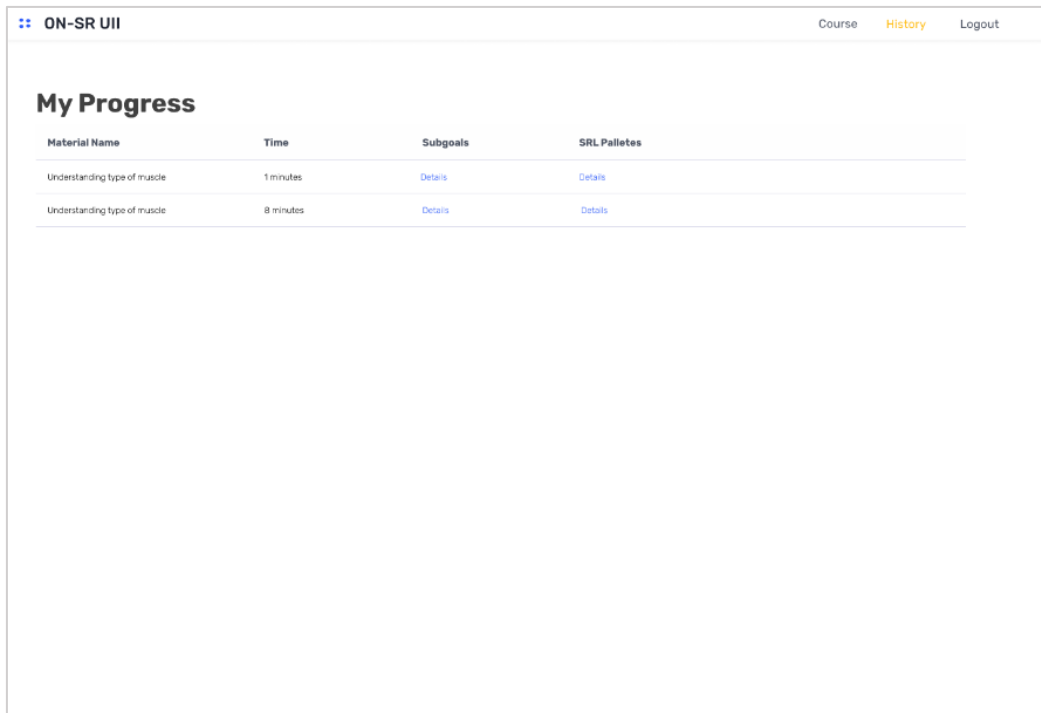 ON-SR UII Course History Logout
My Progress
Material Name Time Subgoals SRL Palletes
Understanding type of muscle 1 minutes Details Details
Understanding type of muscle 8 minutes Details Details